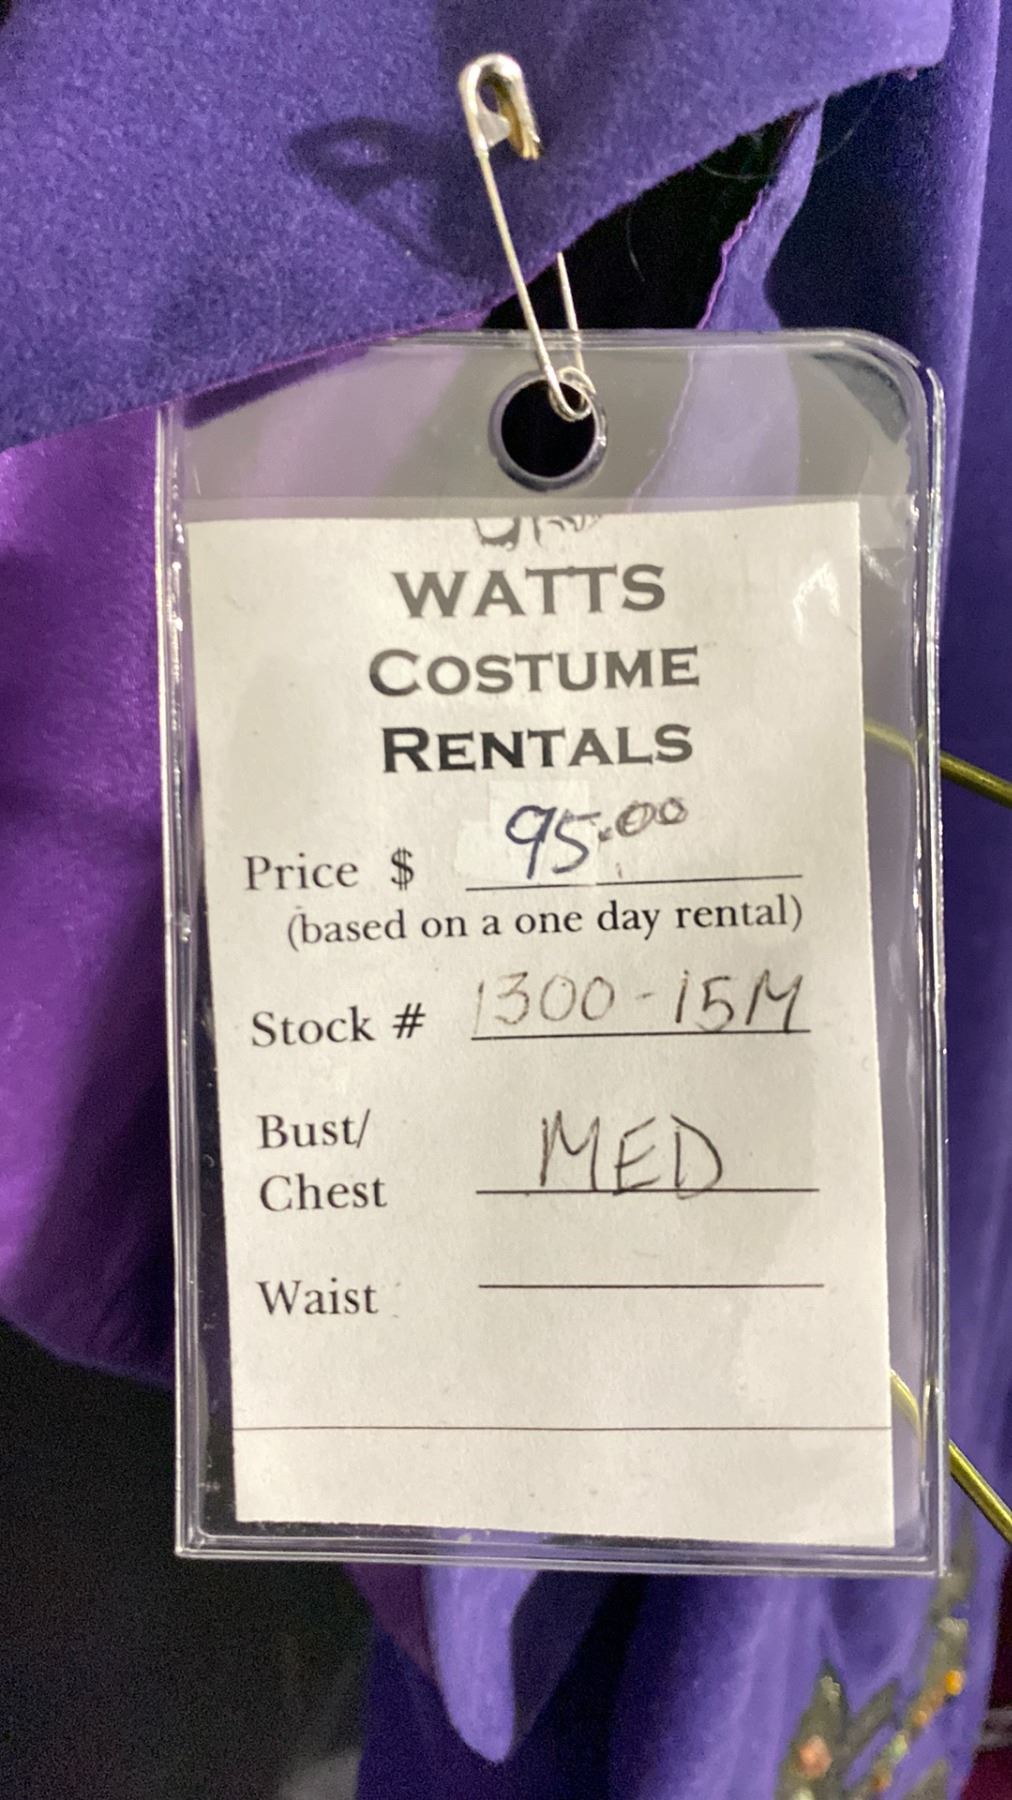 WATTS
COSTUME
RENTALS
Price $ 95.00
(based on a one day rental)
Stock # 1300-15M
Bust/
Chest MED
Waist